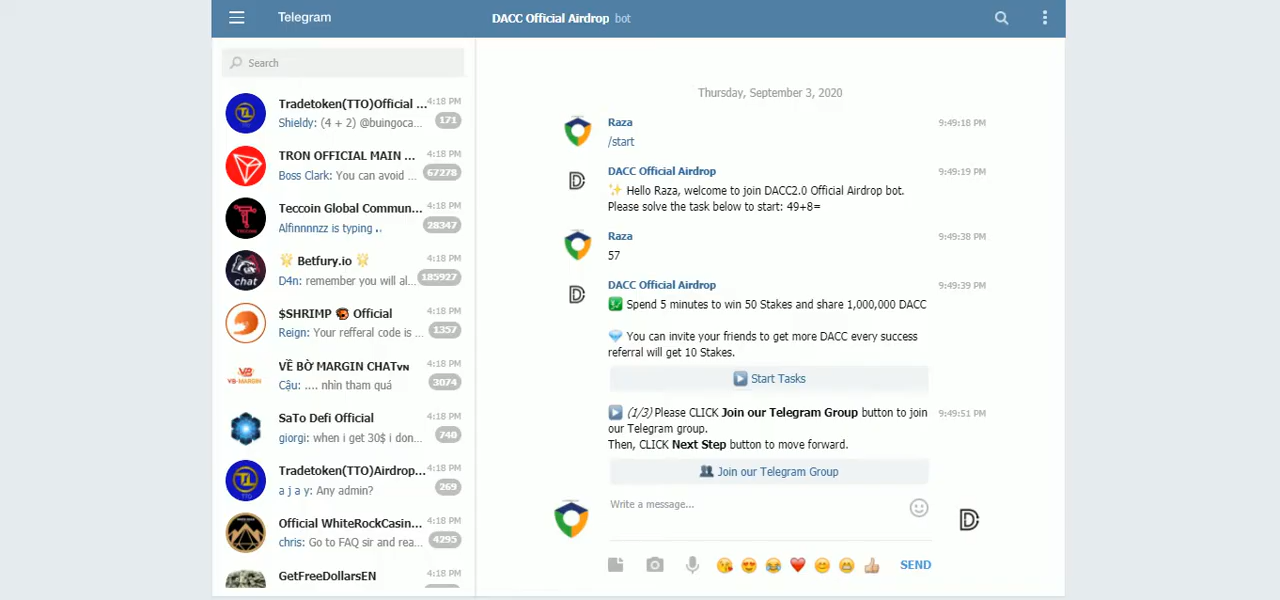 Telegram
DACC Official Airdrop bot
Search
Tradetoken(TTO)Official ... 4:18 PM
Shieldy: (4 + 2) @buingoca... 171
TRON OFFICIAL MAIN ... 4:18 PM
Boss Clark: You can avoid ... 67278
Teccoin Global Commun... 4:18 PM
Alfinnnnzz is typing .. 28347
🌟 Betfury.io 🌟 4:18 PM
D4n: remember you will al... 185927
chat
$SHRIMP 🍤 Official 4:18 PM
Reign: Your refferal code is ... 1357
VỀ BỜ MARGIN CHATᴠɴ 4:18 PM
Cậu: .... nhìn tham quá 3074
VB-MARGIN
SaTo Defi Official 4:18 PM
giorgi: when i get 30$ i don... 740
Tradetoken(TTO)Airdrop... 4:18 PM
a j a y: Any admin? 269
TTO
Official WhiteRockCasin... 4:18 PM
chris: Go to FAQ sir and rea... 4295
GetFreeDollarsEN 4:18 PM
Thursday, September 3, 2020
Raza 9:49:18 PM
/start
DACC Official Airdrop 9:49:19 PM
✨ Hello Raza, welcome to join DACC2.0 Official Airdrop bot.
Please solve the task below to start: 49+8=
Raza 9:49:38 PM
57
DACC Official Airdrop 9:49:39 PM
💹 Spend 5 minutes to win 50 Stakes and share 1,000,000 DACC
💎 You can invite your friends to get more DACC every success
referral will get 10 Stakes.
▶️ Start Tasks
▶️ (1/3) Please CLICK Join our Telegram Group button to join 9:49:51 PM
our Telegram group.
Then, CLICK Next Step button to move forward.
👥 Join our Telegram Group
Write a message...
SEND